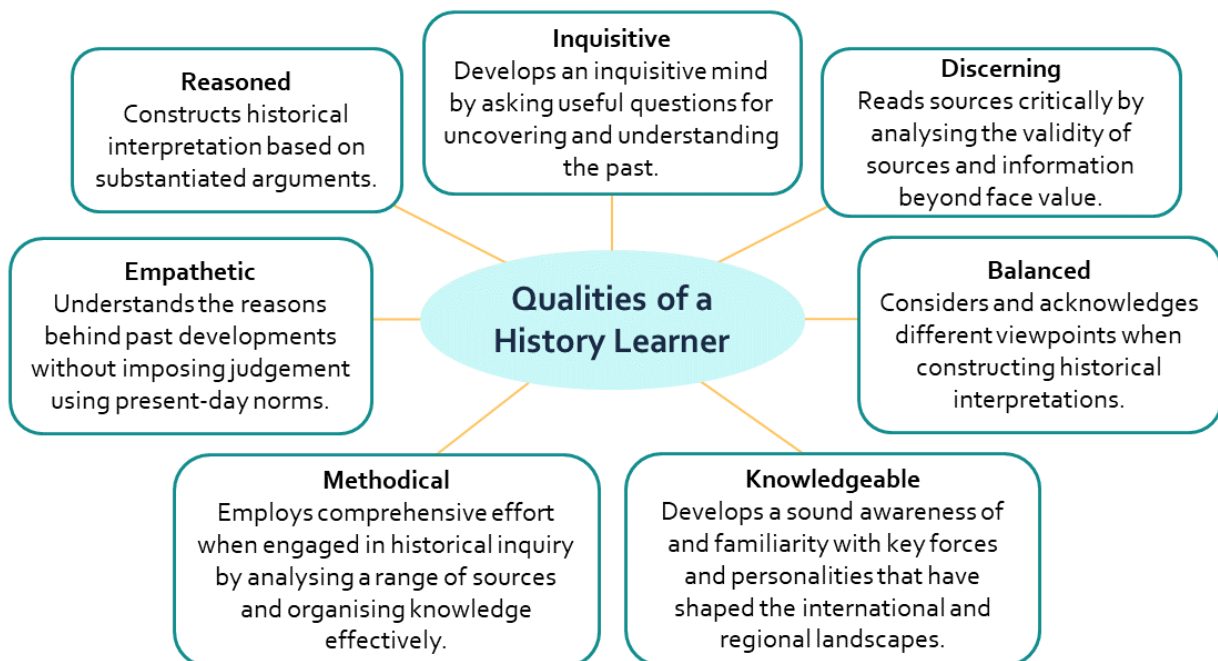 Inquisitive
Develops an inquisitive mind
by asking useful questions for
uncovering and understanding
the past.
Reasoned
Constructs historical
interpretation based on
substantiated arguments.
Discerning
Reads sources critically by
analysing the validity of
sources and information
beyond face value.
Empathetic
Understands the reasons
behind past developments
without imposing judgement
using present-day norms.
Qualities of a
History Learner
Balanced
Considers and acknowledges
different viewpoints when
constructing historical
interpretations.
Methodical
Employs comprehensive effort
when engaged in historical inquiry
by analysing a range of sources
and organising knowledge
effectively.
Knowledgeable
Develops a sound awareness of
and familiarity with key forces
and personalities that have
shaped the international and
regional landscapes.